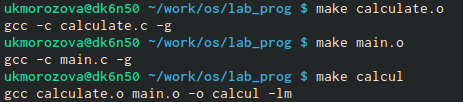 ukmorozova@dk6n50 ~/work/os/lab_prog $ make calculate.o
gcc -c calculate.c -g
ukmorozova@dk6n50 ~/work/os/lab_prog $ make main.o
gcc -c main.c -g
ukmorozova@dk6n50 ~/work/os/lab_prog $ make calcul
gcc calculate.o main.o -o calcul -lm